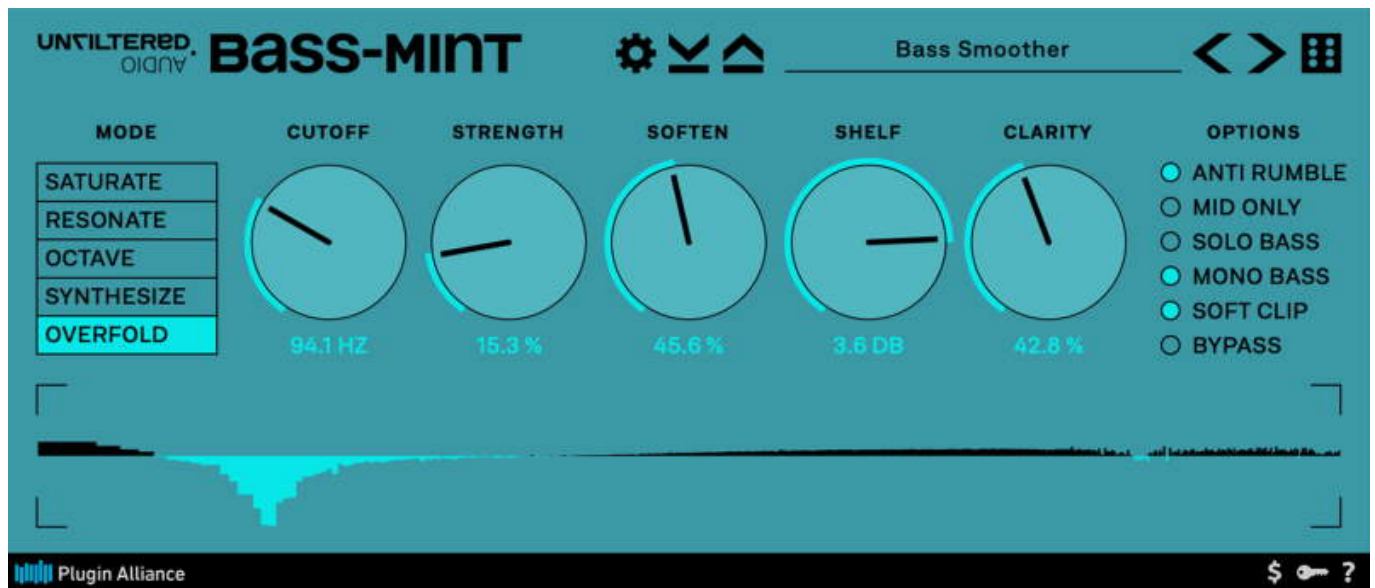 UNFILTERED AUDIO BASS-MINT
Bass Smoother
MODE CUTOFF STRENGTH SOFTEN SHELF CLARITY OPTIONS
SATURATE
RESONATE
OCTAVE
SYNTHESIZE
OVERFOLD
94.1 HZ 15.3 % 45.6 % 3.6 DB 42.8 %
ANTI RUMBLE
MID ONLY
SOLO BASS
MONO BASS
SOFT CLIP
BYPASS
Plugin Alliance $ ?